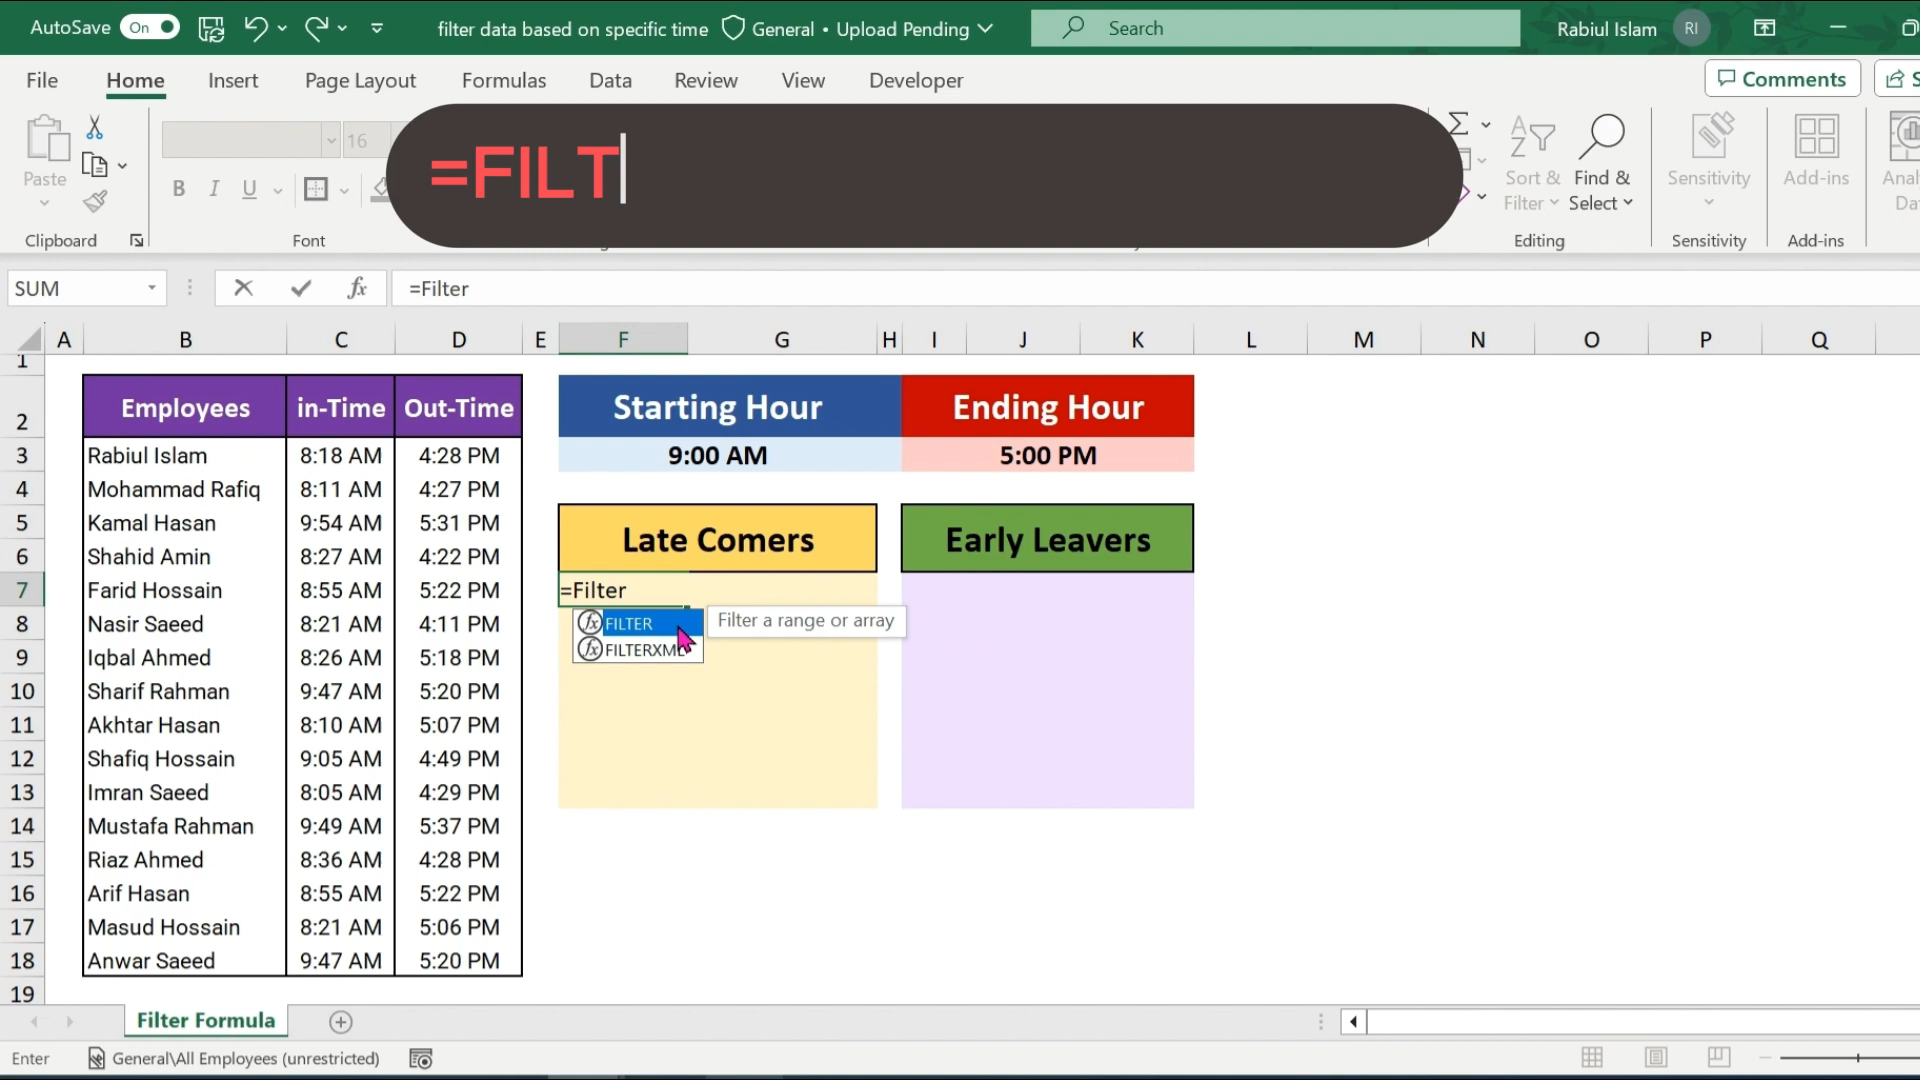 AutoSave On filter data based on specific time General • Upload Pending Search Rabiul Islam RI
File Home Insert Page Layout Formulas Data Review View Developer Comments
=FILT
16
Paste
B I U
Sort & Filter
Find & Select
Sensitivity
Add-ins
Clipboard Font Editing Sensitivity Add-ins
SUM fx =Filter
A B C D E F G H I J K L M N O P Q
1
2 Employees in-Time Out-Time Starting Hour Ending Hour
3 Rabiul Islam 8:18 AM 4:28 PM 9:00 AM 5:00 PM
4 Mohammad Rafiq 8:11 AM 4:27 PM
5 Kamal Hasan 9:54 AM 5:31 PM
Late Comers Early Leavers
6 Shahid Amin 8:27 AM 4:22 PM
7 Farid Hossain 8:55 AM 5:22 PM =Filter
8 Nasir Saeed 8:21 AM 4:11 PM fx FILTER Filter a range or array
9 Iqbal Ahmed 8:26 AM 5:18 PM fx FILTERXML
10 Sharif Rahman 9:47 AM 5:20 PM
11 Akhtar Hasan 8:10 AM 5:07 PM
12 Shafiq Hossain 9:05 AM 4:49 PM
13 Imran Saeed 8:05 AM 4:29 PM
14 Mustafa Rahman 9:49 AM 5:37 PM
15 Riaz Ahmed 8:36 AM 4:28 PM
16 Arif Hasan 8:55 AM 5:22 PM
17 Masud Hossain 8:21 AM 5:06 PM
18 Anwar Saeed 9:47 AM 5:20 PM
19
Filter Formula
Enter General\All Employees (unrestricted)